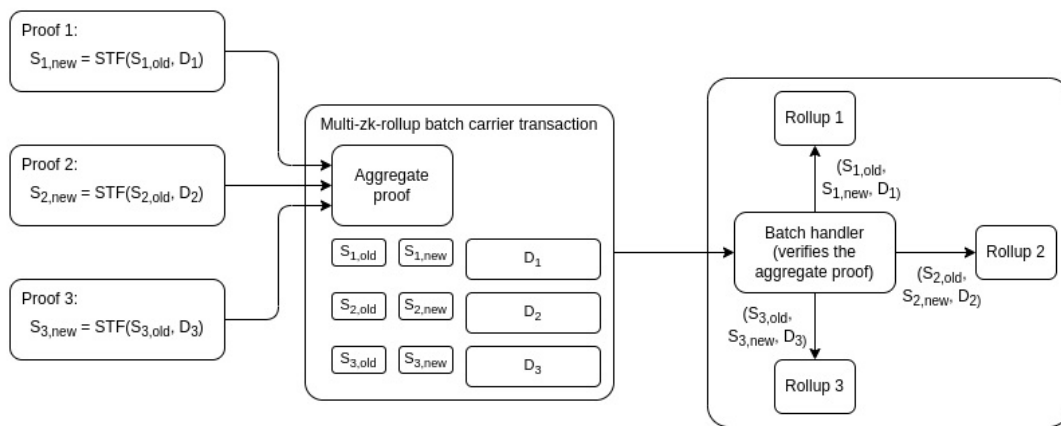 Proof 1:
S1,new = STF(S1,old, D1)
Proof 2:
S2,new = STF(S2,old, D2)
Proof 3:
S3,new = STF(S3,old, D3)
Multi-zk-rollup batch carrier transaction
Aggregate
proof
S1,old S1,new D1
S2,old S2,new D2
S3,old S3,new D3
Rollup 1
(S1,old,
S1,new, D1)
Batch handler
(verifies the
aggregate proof)
Rollup 2
(S2,old,
S2,new, D2)
(S3,old,
S3,new, D3)
Rollup 3